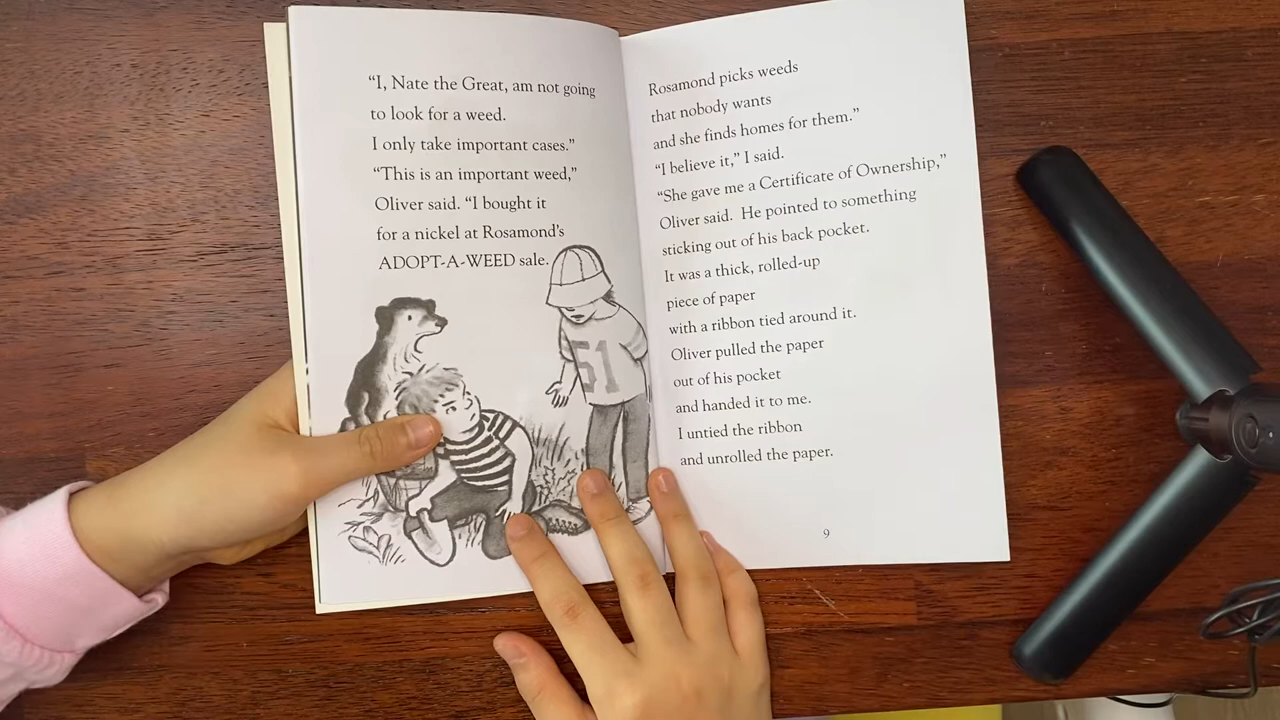 “I, Nate the Great, am not going
to look for a weed.
I only take important cases.”
“This is an important weed,”
Oliver said. “I bought it
for a nickel at Rosamond’s
ADOPT-A-WEED sale.
51
Rosamond picks weeds
that nobody wants
and she finds homes for them.”
“I believe it,” I said.
“She gave me a Certificate of Ownership,”
Oliver said. He pointed to something
sticking out of his back pocket.
It was a thick, rolled-up
piece of paper
with a ribbon tied around it.
Oliver pulled the paper
out of his pocket
and handed it to me.
I untied the ribbon
and unrolled the paper.
9